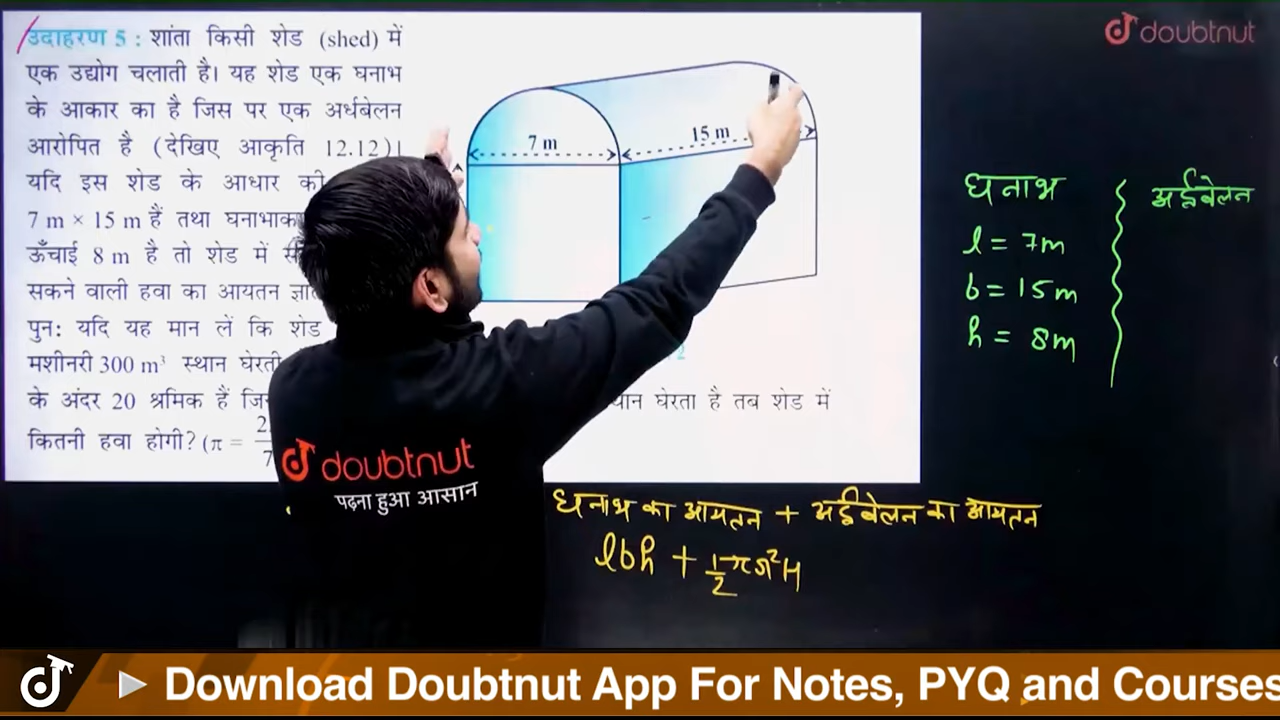 उदाहरण 5 : शांता किसी शेड (shed) में
एक उद्योग चलाती है। यह शेड एक घनाभ
के आकार का है जिस पर एक अर्धबेलन
आरोपित है (देखिए आकृति 12.12)।
यदि इस शेड के आधार की
7 m × 15 m हैं तथा
ऊँचाई 8 m है तो शेड में
सकने वाली हवा का आयतन
पुन: यदि यह मान लें कि शेड
मशीनरी 300 m³ स्थान घेरती
के अंदर 20 श्रमिक हैं घेरता है तब शेड में
कितनी हवा होगी? (π =
7 m
15 m
doubtnut
घनाभ
l = 7m
b = 15m
h = 8m
अर्द्धबेलन
doubtnut
पढ़ना हुआ आसान
घनाभ का आयतन + अर्द्धबेलन का आयतन
lbh + 1/2 πr²H
Download Doubtnut App For Notes, PYQ and Courses